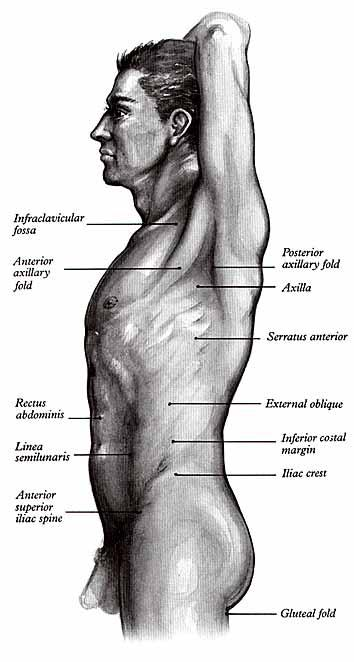 Infraclavicular
fossa
Anterior
axillary
fold
Posterior
axillary fold
Axilla
Serratus anterior
Rectus
abdominis
External oblique
Linea
semilunaris
Inferior costal
margin
Iliac crest
Anterior
superior
iliac spine
Gluteal fold